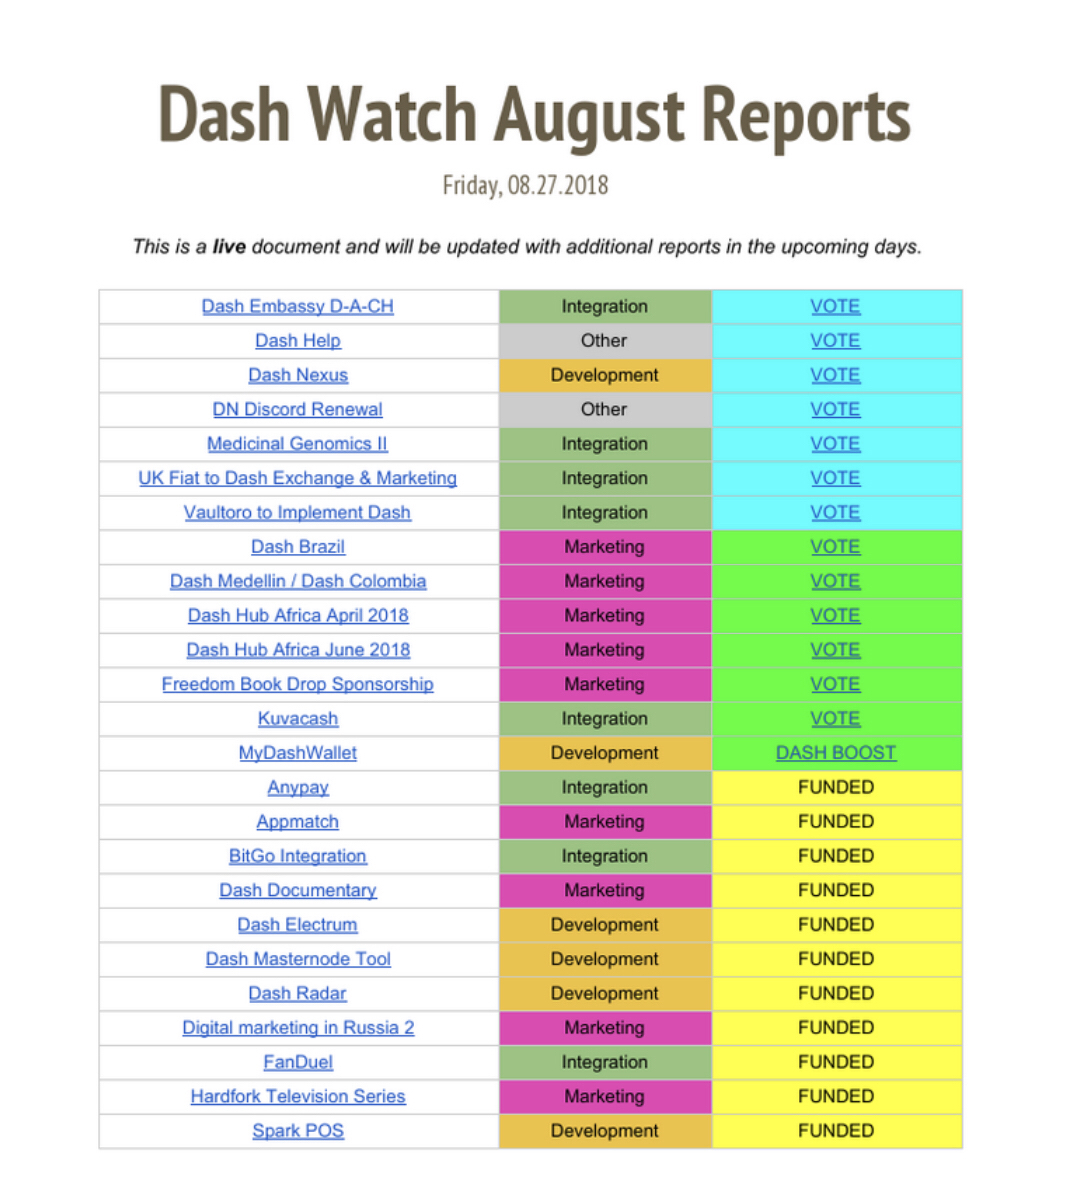 Dash Watch August Reports
Friday, 08.27.2018
This is a live document and will be updated with additional reports in the upcoming days.
Dash Embassy D-A-CH Integration VOTE
Dash Help Other VOTE
Dash Nexus Development VOTE
DN Discord Renewal Other VOTE
Medicinal Genomics II Integration VOTE
UK Fiat to Dash Exchange & Marketing Integration VOTE
Vaultoro to Implement Dash Integration VOTE
Dash Brazil Marketing VOTE
Dash Medellin / Dash Colombia Marketing VOTE
Dash Hub Africa April 2018 Marketing VOTE
Dash Hub Africa June 2018 Marketing VOTE
Freedom Book Drop Sponsorship Marketing VOTE
Kuvacash Integration VOTE
MyDashWallet Development DASH BOOST
Anypay Integration FUNDED
Appmatch Marketing FUNDED
BitGo Integration Integration FUNDED
Dash Documentary Marketing FUNDED
Dash Electrum Development FUNDED
Dash Masternode Tool Development FUNDED
Dash Radar Development FUNDED
Digital marketing in Russia 2 Marketing FUNDED
FanDuel Integration FUNDED
Hardfork Television Series Marketing FUNDED
Spark POS Development FUNDED